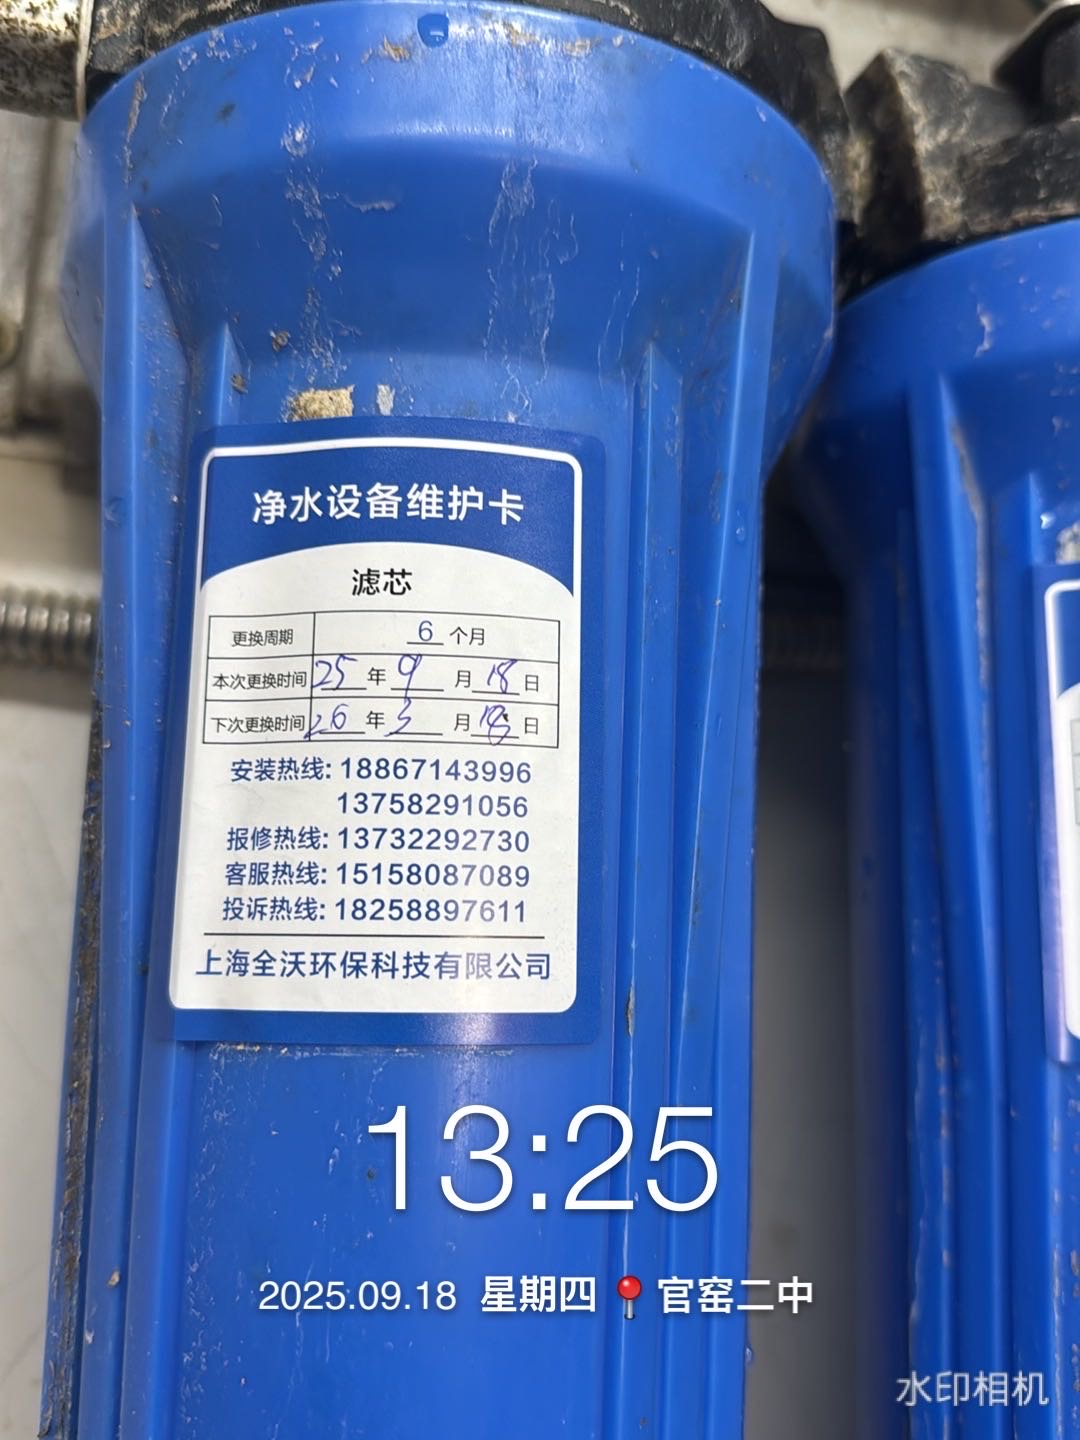 净水设备维护卡
滤芯
更换周期 6 个月
本次更换时间 25 年 9 月 18 日
下次更换时间 26 年 3 月 18 日
安装热线: 18867143996
13758291056
报修热线: 13732292730
客服热线: 15158087089
投诉热线: 18258897611
上海全沃环保科技有限公司
13:25
2025.09.18 星期四 📍 官窑二中
水印相机